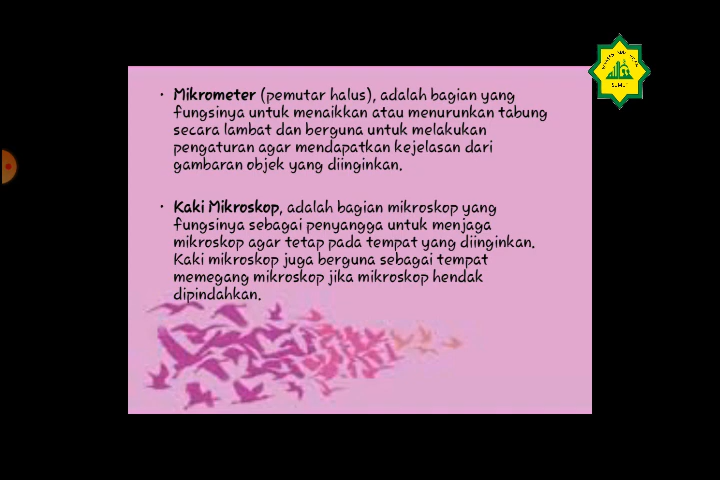 • Mikrometer (pemutar halus), adalah bagian yang
fungsinya untuk menaikkan atau menurunkan tabung
secara lambat dan berguna untuk melakukan
pengaturan agar mendapatkan kejelasan dari
gambaran objek yang diinginkan.
• Kaki Mikroskop, adalah bagian mikroskop yang
fungsinya sebagai penyangga untuk menjaga
mikroskop agar tetap pada tempat yang diinginkan.
Kaki mikroskop juga berguna sebagai tempat
memegang mikroskop jika mikroskop hendak
dipindahkan.